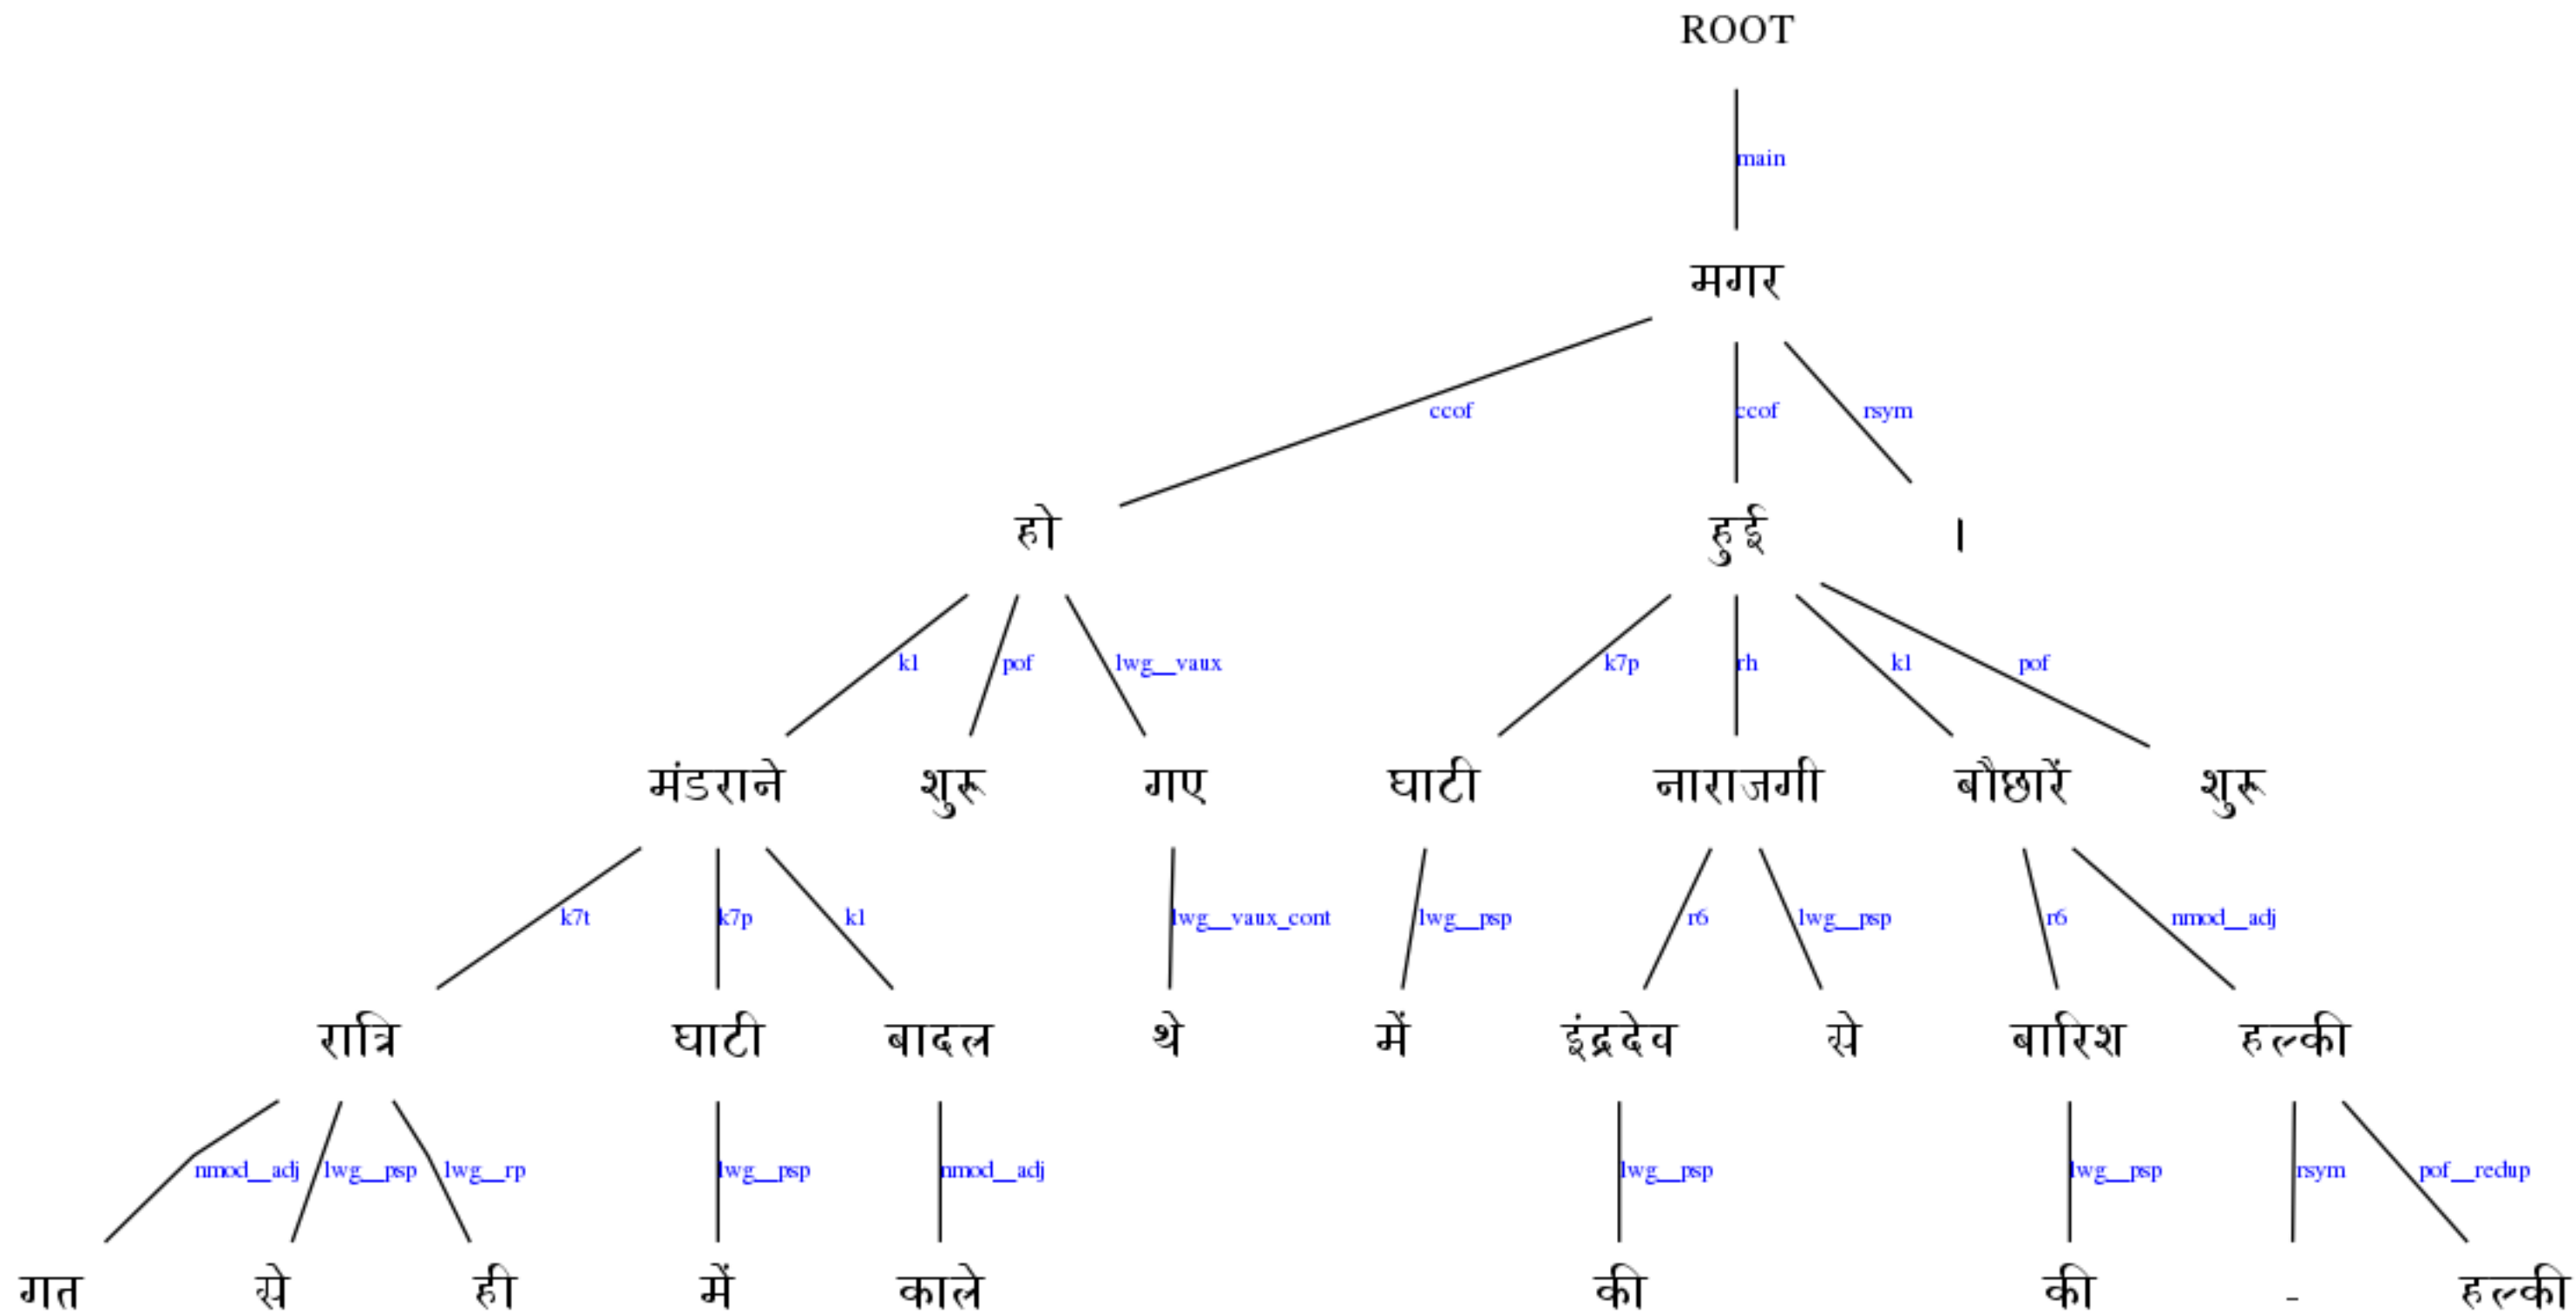 ROOT
main
मगर
ccof ccof rsym
हो हुई ।
k1 pof lwg__vaux k7p rh k1 pof
मंडराने शुरू गए घाटी नाराजगी बौछारें शुरू
k7t k7p k1 lwg__vaux_cont lwg__psp r6 lwg__psp r6 nmod__adj
रात्रि घाटी बादल थे में इंद्रदेव से बारिश हल्की
nmod__adj lwg__psp lwg__rp lwg__psp nmod__adj lwg__psp lwg__psp rsym pof__redup
गत से ही में काले की की - हल्की